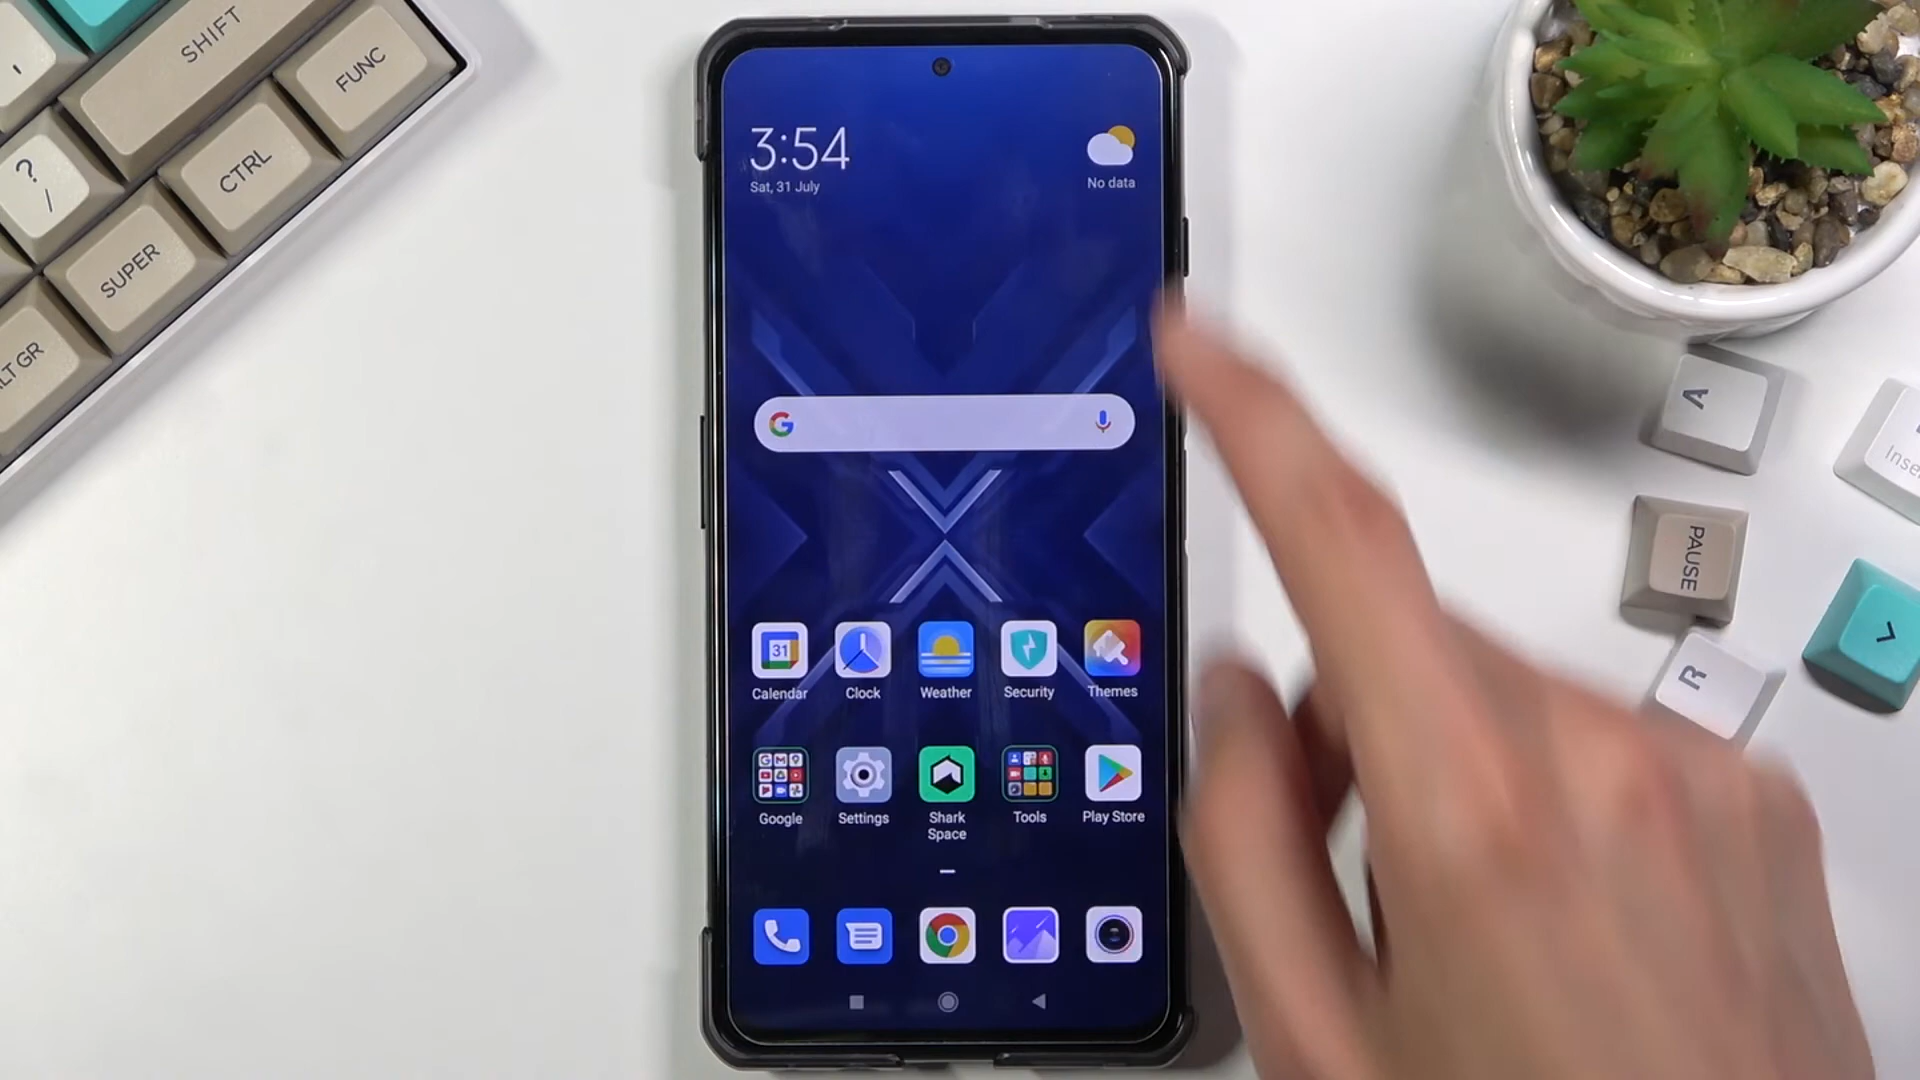 ,
SHIFT
FUNC
?
/
CTRL
SUPER
ALT GR
3:54
Sat, 31 July
No data
G
31
Calendar
Clock
Weather
Security
Themes
Google
Settings
Shark
Space
Tools
Play Store
A
PAUSE
R